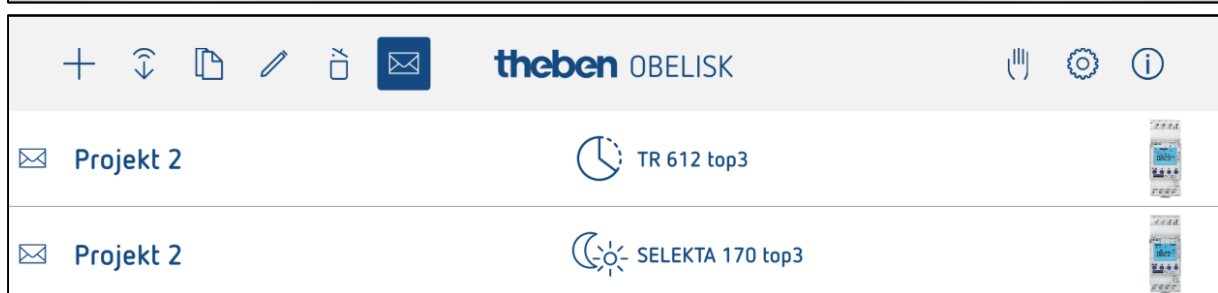 theben OBELISK
Projekt 2
TR 612 top3
Projekt 2
SELEKTA 170 top3